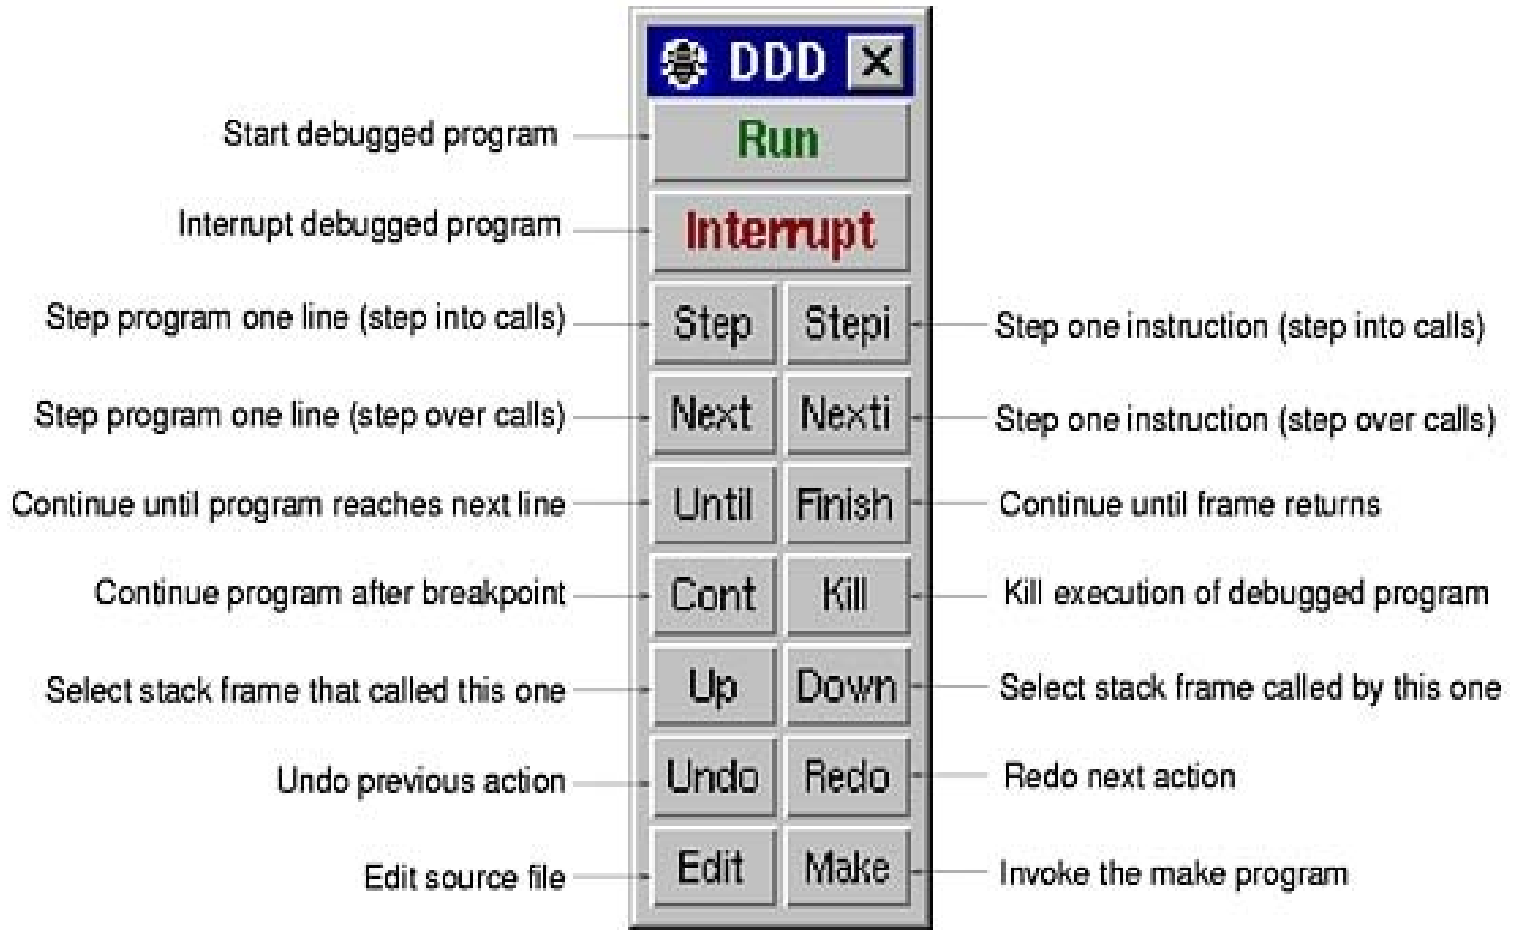 DDD
Start debugged program Run
Interrupt debugged program Interrupt
Step program one line (step into calls) Step Stepi Step one instruction (step into calls)
Step program one line (step over calls) Next Nexti Step one instruction (step over calls)
Continue until program reaches next line Until Finish Continue until frame returns
Continue program after breakpoint Cont Kill Kill execution of debugged program
Select stack frame that called this one Up Down Select stack frame called by this one
Undo previous action Undo Redo Redo next action
Edit source file Edit Make Invoke the make program